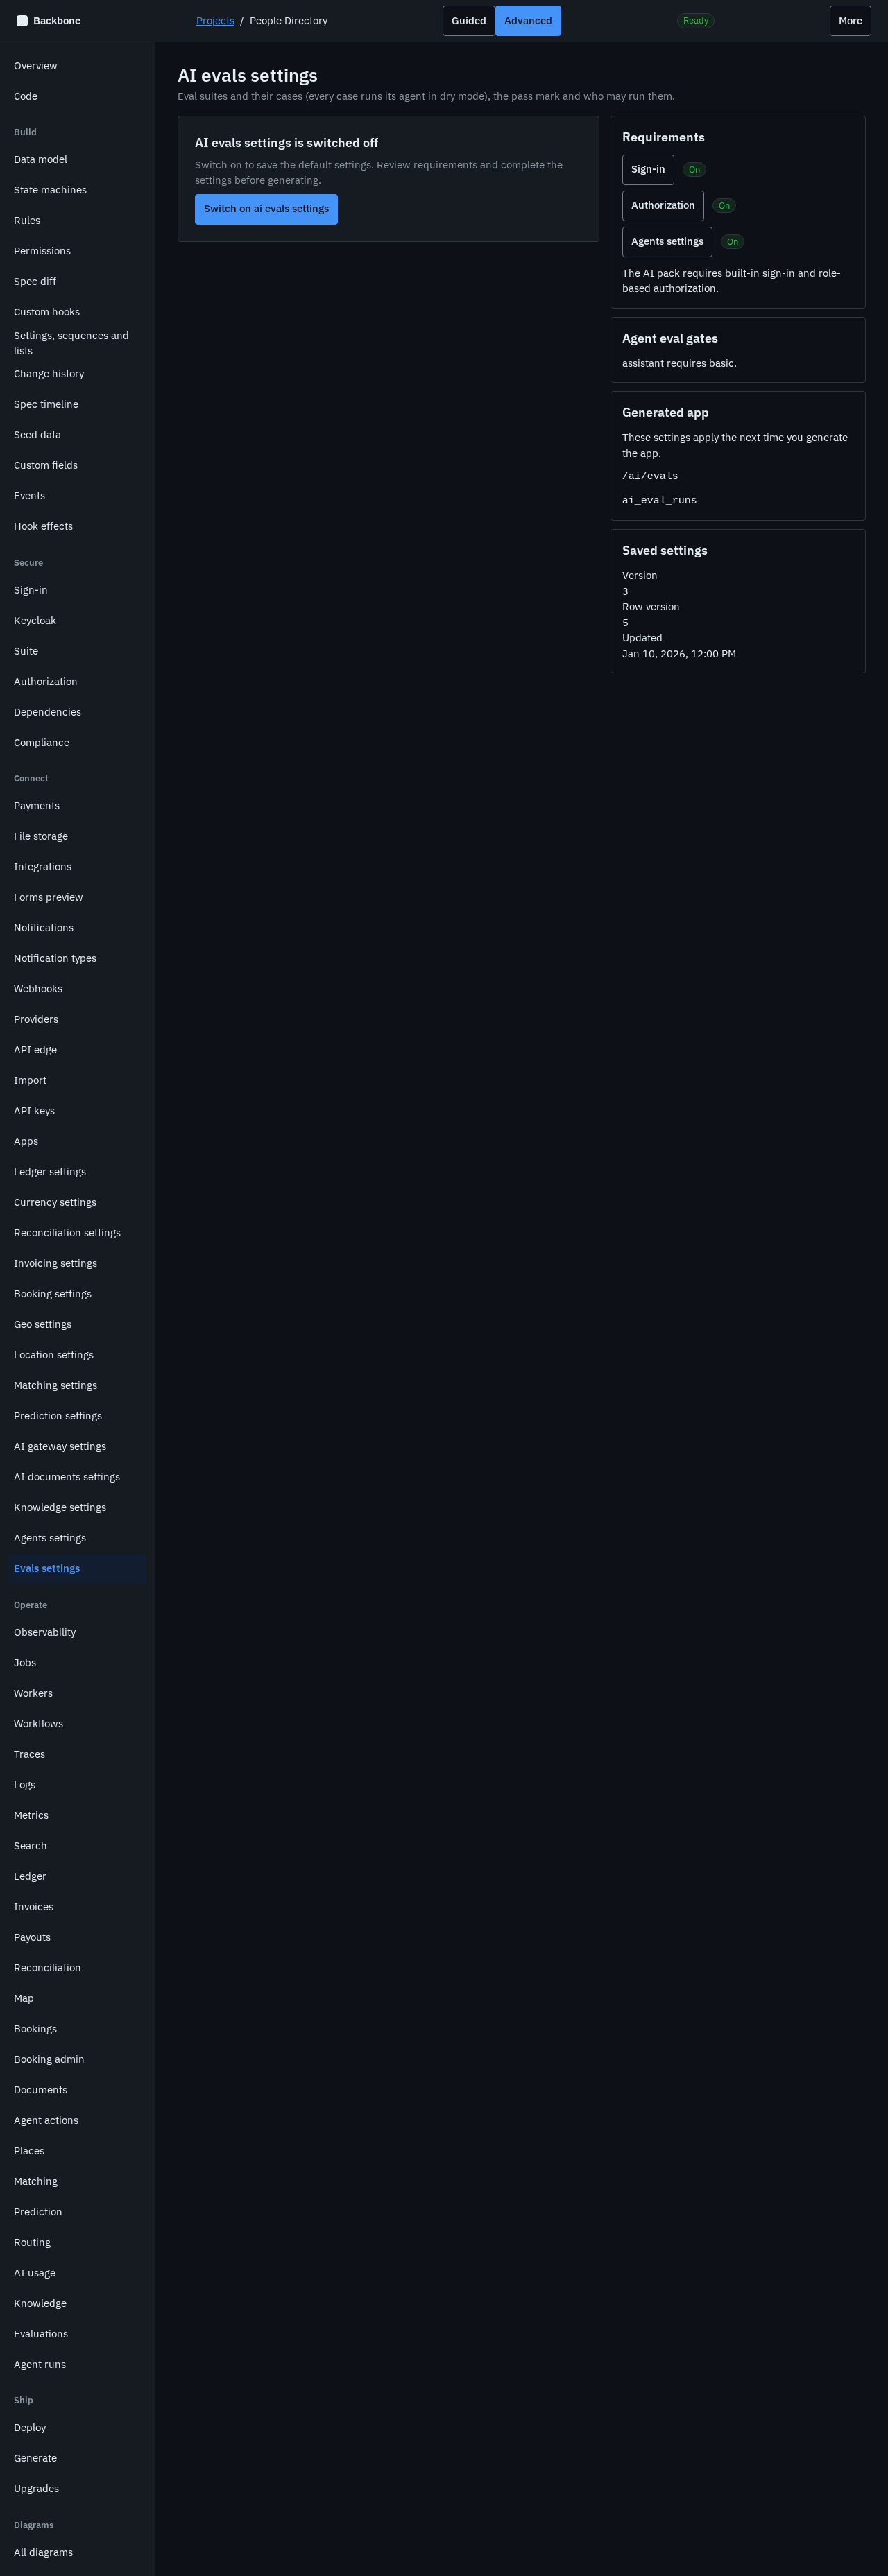 Backbone
Projects / People Directory
Guided
Advanced
Ready
More
Overview
Code
Build
Data model
State machines
Rules
Permissions
Spec diff
Custom hooks
Settings, sequences and
lists
Change history
Spec timeline
Seed data
Custom fields
Events
Hook effects
Secure
Sign-in
Keycloak
Suite
Authorization
Dependencies
Compliance
Connect
Payments
File storage
Integrations
Forms preview
Notifications
Notification types
Webhooks
Providers
API edge
Import
API keys
Apps
Ledger settings
Currency settings
Reconciliation settings
Invoicing settings
Booking settings
Geo settings
Location settings
Matching settings
Prediction settings
AI gateway settings
AI documents settings
Knowledge settings
Agents settings
Evals settings
Operate
Observability
Jobs
Workers
Workflows
Traces
Logs
Metrics
Search
Ledger
Invoices
Payouts
Reconciliation
Map
Bookings
Booking admin
Documents
Agent actions
Places
Matching
Prediction
Routing
AI usage
Knowledge
Evaluations
Agent runs
Ship
Deploy
Generate
Upgrades
Diagrams
All diagrams
AI evals settings
Eval suites and their cases (every case runs its agent in dry mode), the pass mark and who may run them.
AI evals settings is switched off
Switch on to save the default settings. Review requirements and complete the
settings before generating.
Switch on ai evals settings
Requirements
Sign-in On
Authorization On
Agents settings On
The AI pack requires built-in sign-in and role-
based authorization.
Agent eval gates
assistant requires basic.
Generated app
These settings apply the next time you generate
the app.
/ai/evals
ai_eval_runs
Saved settings
Version
3
Row version
5
Updated
Jan 10, 2026, 12:00 PM